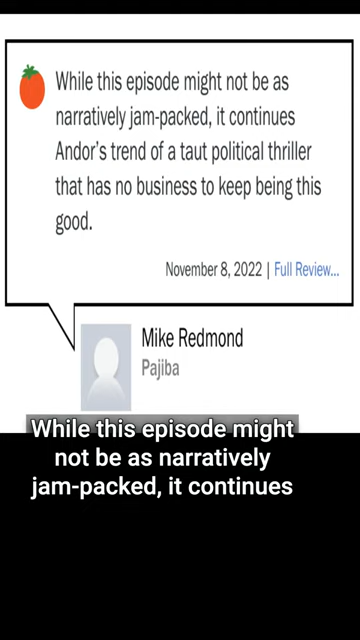 While this episode might not be as
narratively jam-packed, it continues
Andor's trend of a taut political thriller
that has no business to keep being this
good.
November 8, 2022 | Full Review...
Mike Redmond
Pajiba
While this episode might
not be as narratively
jam-packed, it continues